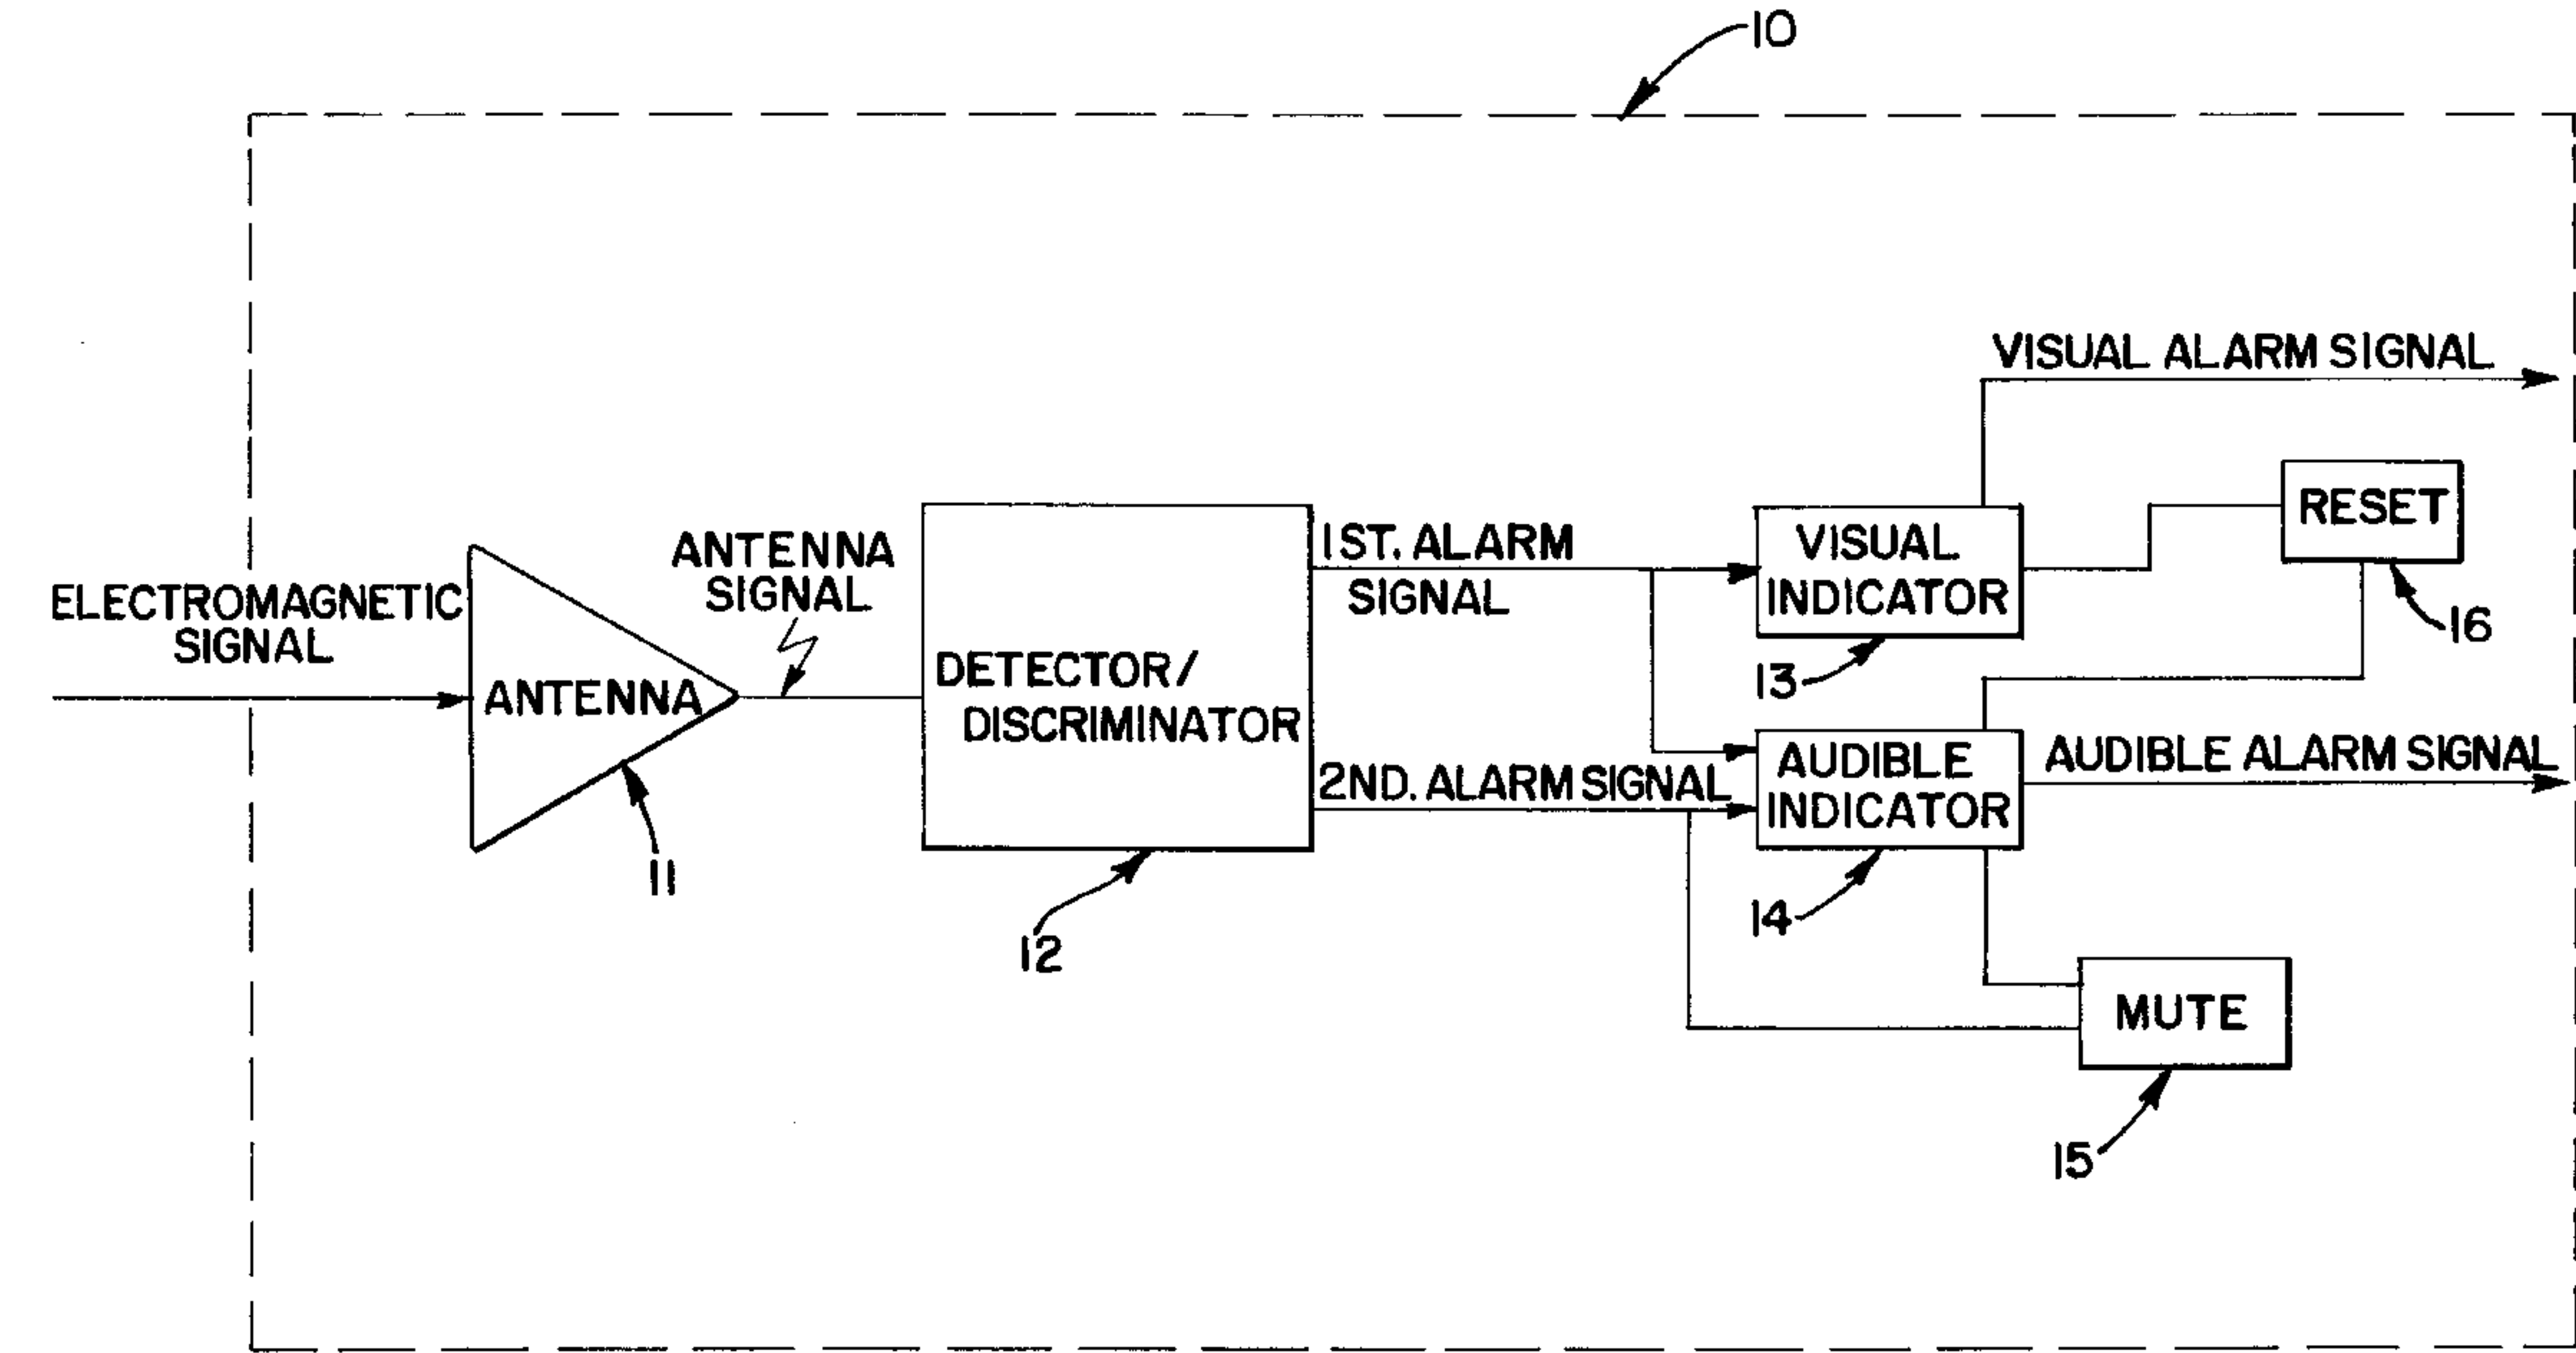 10
VISUAL ALARM SIGNAL
RESET
16
1ST. ALARM
SIGNAL
VISUAL
INDICATOR
13
ANTENNA
SIGNAL
ELECTROMAGNETIC
SIGNAL
ANTENNA
11
DETECTOR/
DISCRIMINATOR
12
2ND. ALARM SIGNAL
AUDIBLE
INDICATOR
14
AUDIBLE ALARM SIGNAL
MUTE
15